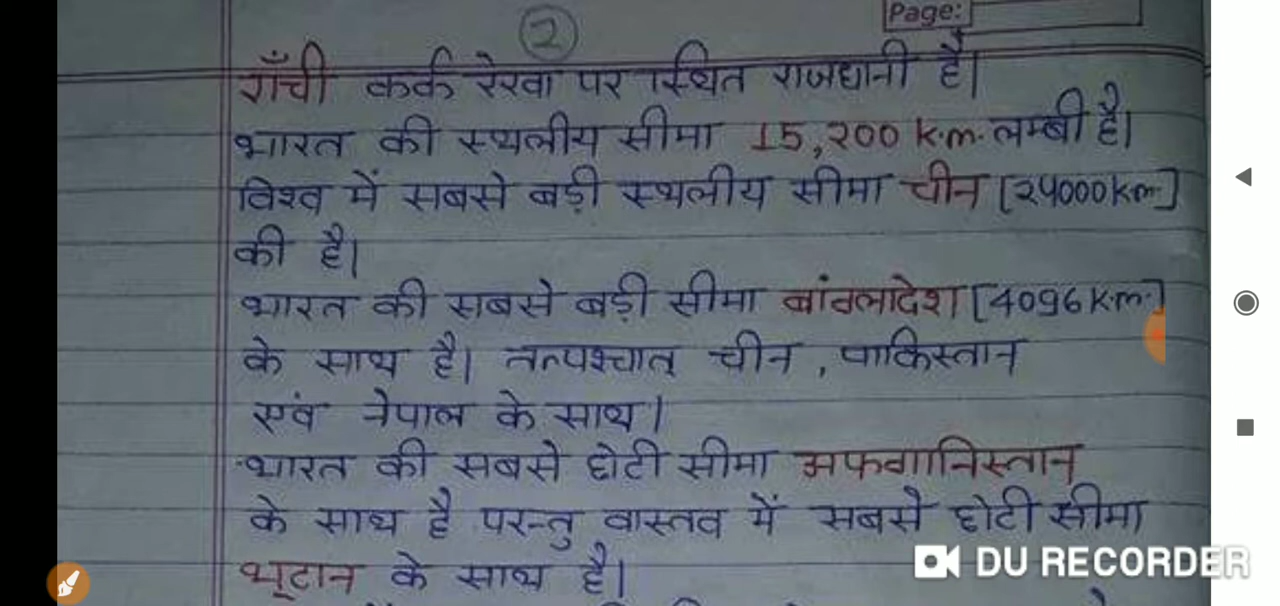 Page:
2
राँची कर्क रेखा पर स्थित राजधानी है।
भारत की स्थलीय सीमा 15,200 k.m. लम्बी है।
विश्व में सबसे बड़ी स्थलीय सीमा चीन [24000 km.]
की है।
भारत की सबसे बड़ी सीमा बांग्लादेश [4096 K.m.]
के साथ है। तत्पश्चात् चीन, पाकिस्तान
एवं नेपाल के साथ।
भारत की सबसे छोटी सीमा अफगानिस्तान
के साथ है परन्तु वास्तव में सबसे छोटी सीमा
भूटान के साथ है।
DU RECORDER